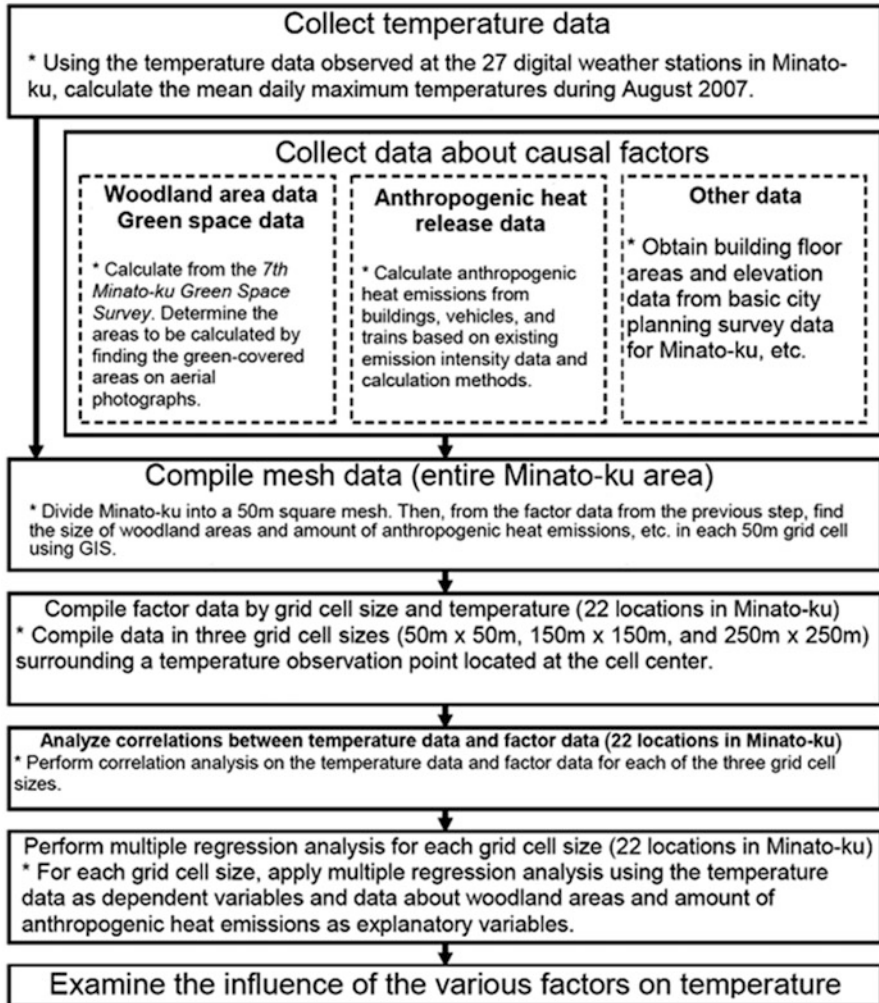 Collect temperature data
* Using the temperature data observed at the 27 digital weather stations in Minato-
ku, calculate the mean daily maximum temperatures during August 2007.
Collect data about causal factors
Woodland area data
Green space data
* Calculate from the 7th
Minato-ku Green Space
Survey. Determine the
areas to be calculated by
finding the green-covered
areas on aerial
photographs.
Anthropogenic heat
release data
* Calculate anthropogenic
heat emissions from
buildings, vehicles, and
trains based on existing
emission intensity data and
calculation methods.
Other data
* Obtain building floor
areas and elevation
data from basic city
planning survey data
for Minato-ku, etc.
Compile mesh data (entire Minato-ku area)
* Divide Minato-ku into a 50m square mesh. Then, from the factor data from the previous step, find
the size of woodland areas and amount of anthropogenic heat emissions, etc. in each 50m grid cell
using GIS.
Compile factor data by grid cell size and temperature (22 locations in Minato-ku)
* Compile data in three grid cell sizes (50m x 50m, 150m x 150m, and 250m x 250m)
surrounding a temperature observation point located at the cell center.
Analyze correlations between temperature data and factor data (22 locations in Minato-ku)
* Perform correlation analysis on the temperature data and factor data for each of the three grid cell
sizes.
Perform multiple regression analysis for each grid cell size (22 locations in Minato-ku)
* For each grid cell size, apply multiple regression analysis using the temperature
data as dependent variables and data about woodland areas and amount of
anthropogenic heat emissions as explanatory variables.
Examine the influence of the various factors on temperature